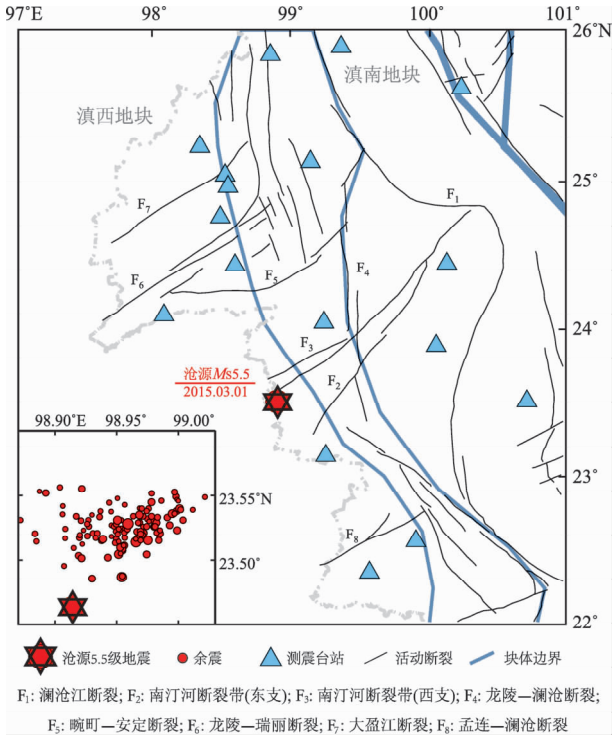 97°E 98° 99° 100° 101°
26°N
滇南地块
滇西地块
25°
F7
F1
F6
F5
F4
24°
F3
沧源Ms5.5
2015.03.01
F2
98.90°E 98.95° 99.00°
23°
23.55°N
F8
23.50°
22°
沧源5.5级地震 余震 测震台站 活动断裂 块体边界
F1: 澜沧江断裂; F2: 南汀河断裂带(东支); F3: 南汀河断裂带(西支); F4: 龙陵—澜沧断裂;
F5: 畹町—安定断裂; F6: 龙陵—瑞丽断裂; F7: 大盈江断裂; F8: 孟连—澜沧断裂